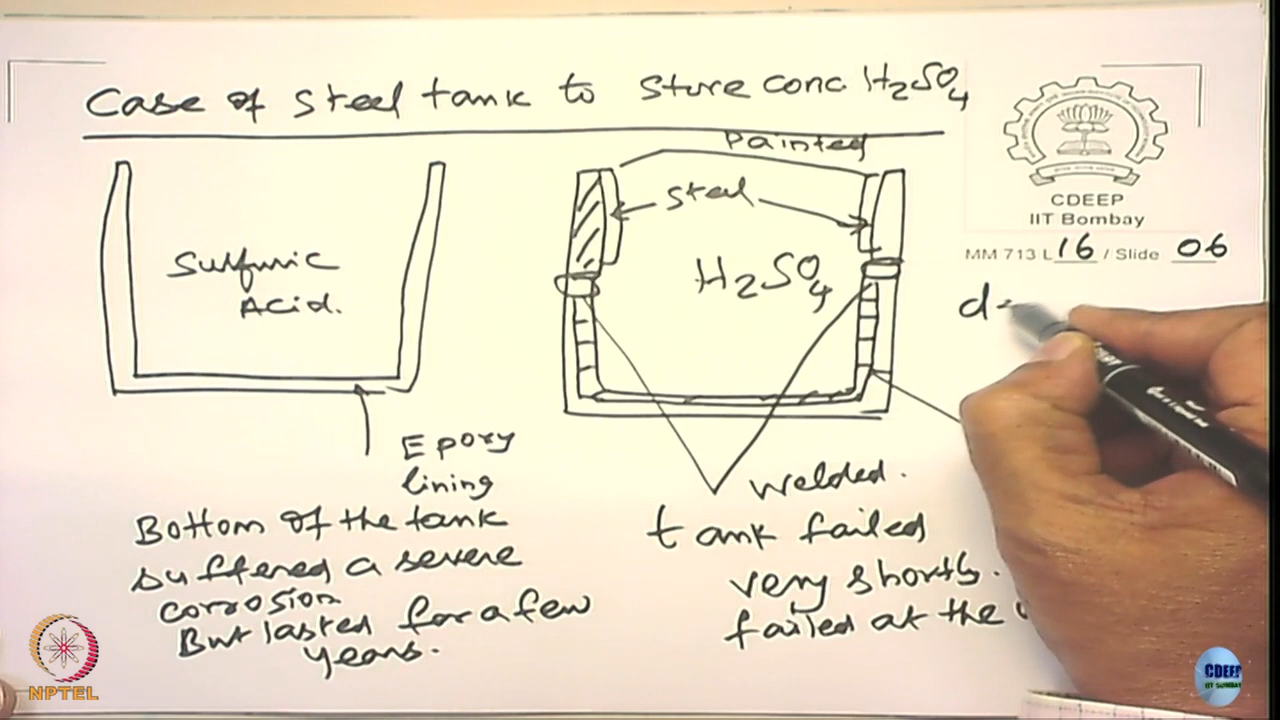 Case of steel tank to store conc. H₂SO₄
Painted
steel
Sulfuric
Acid.
H₂SO₄
CDEEP
IIT Bombay
MM 713 L 16 / Slide 06
Epoxy
lining
welded.
Bottom of the tank
suffered a severe
corrosion
But lasted for a few
years.
tank failed
very shortly.
failed at the
NPTEL
CDEEP
IIT BOMBAY